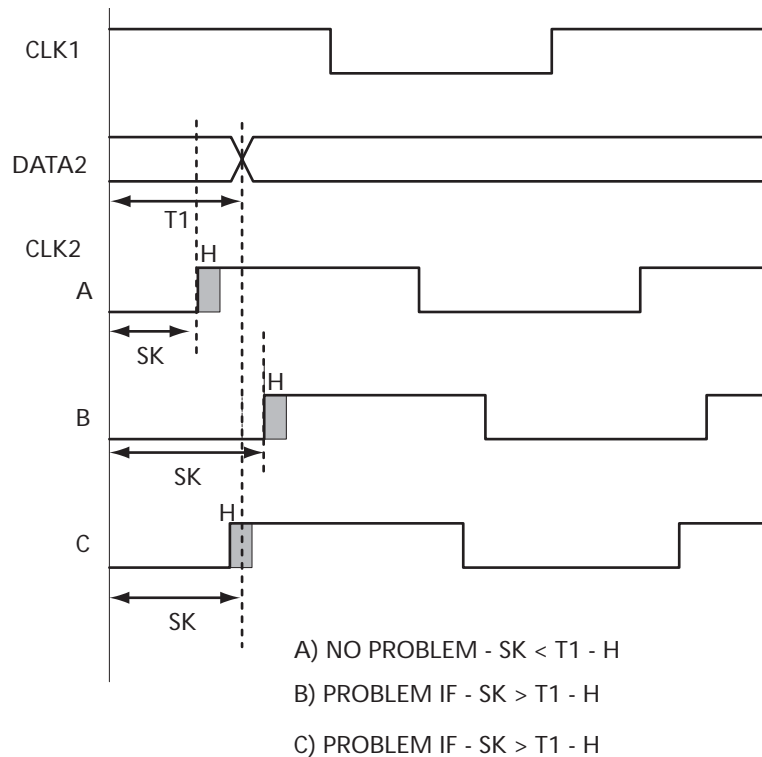 CLK1
DATA2
T1
CLK2
H
A
SK
H
B
SK
H
C
SK
A) NO PROBLEM - SK < T1 - H
B) PROBLEM IF - SK > T1 - H
C) PROBLEM IF - SK > T1 - H